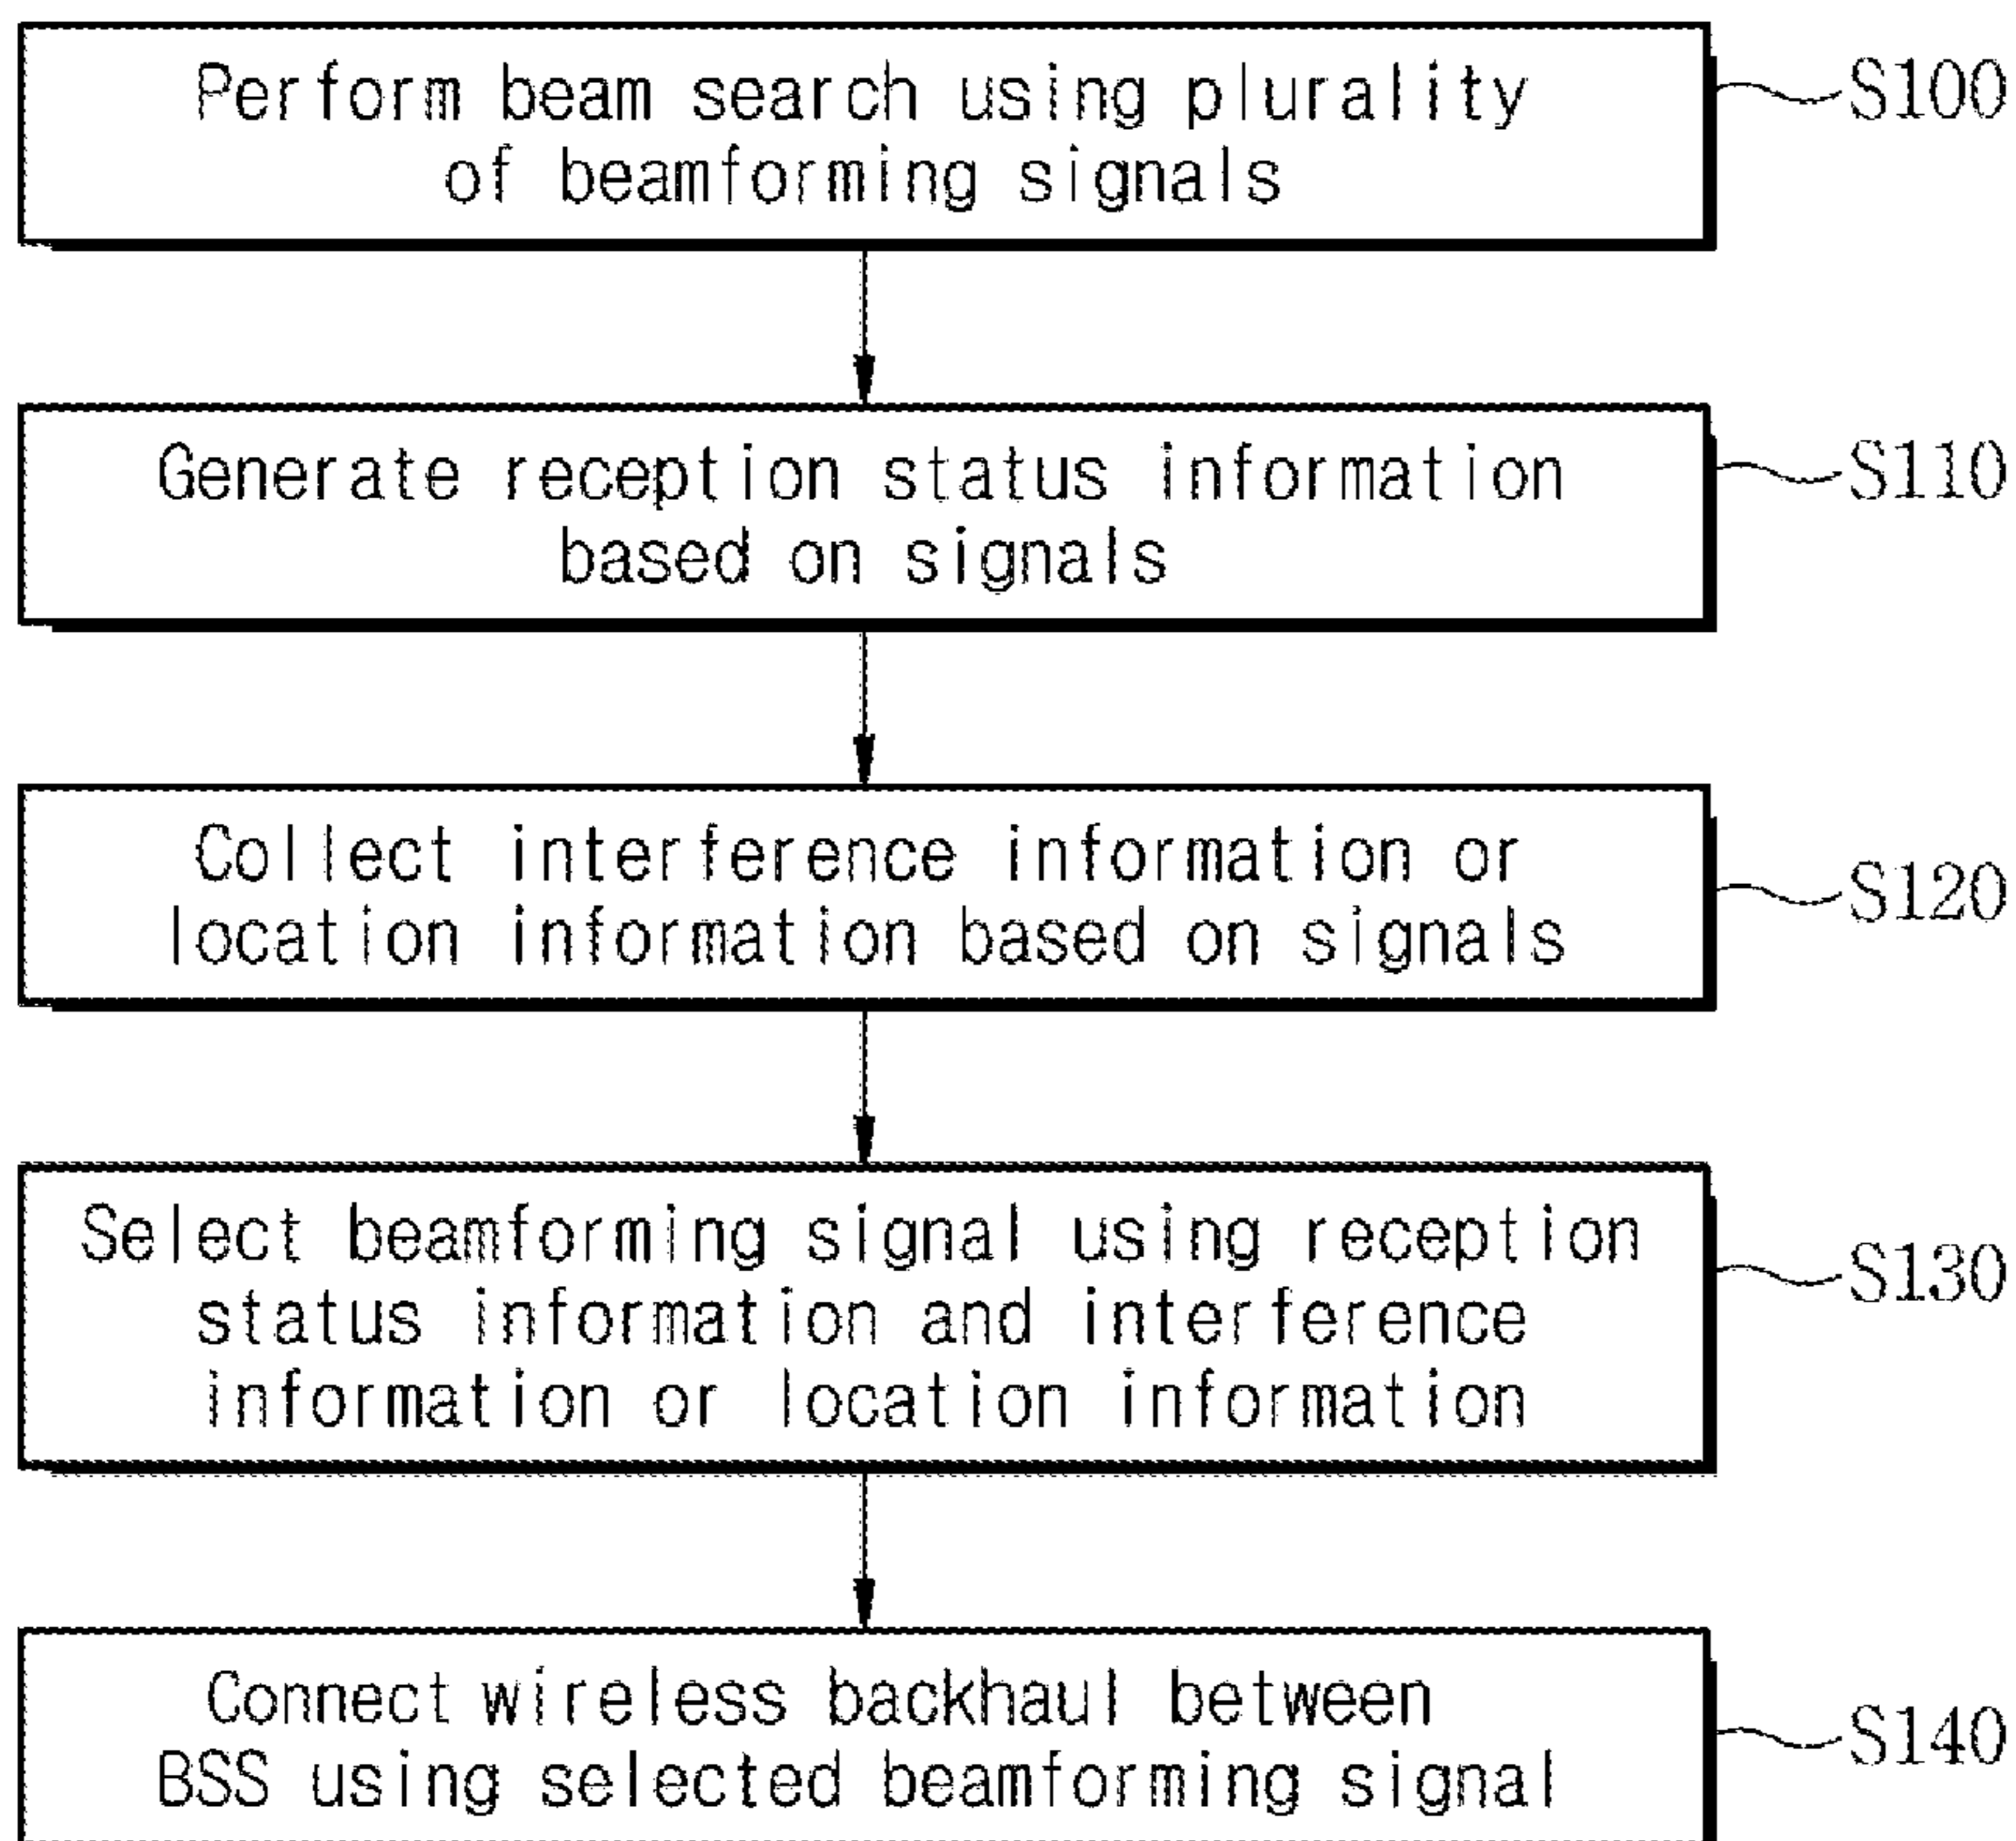 Perform beam search using plurality
of beamforming signals
S100
Generate reception status information
based on signals
S110
Collect interference information or
location information based on signals
S120
Select beamforming signal using reception
status information and interference
information or location information
S130
Connect wireless backhaul between
BSS using selected beamforming signal
S140